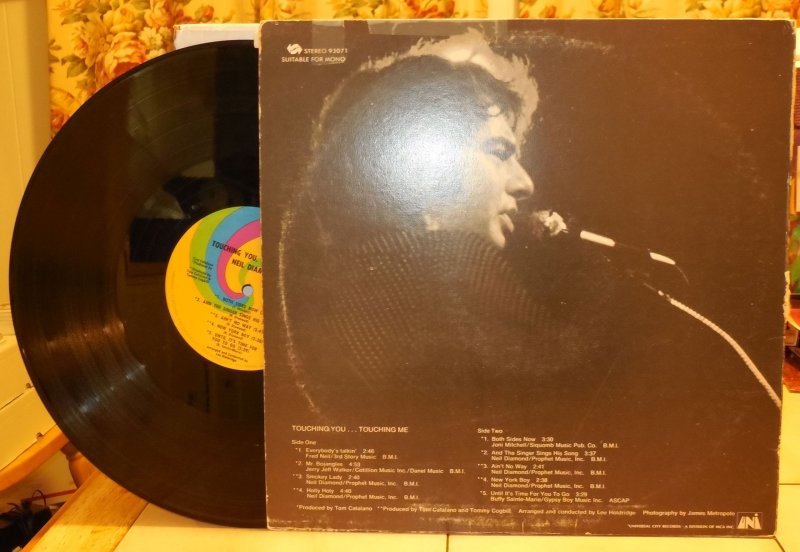 STEREO 93071
SUITABLE FOR MONO
TOUCHING YOU,
NEIL DIAM
TOUCHING YOU . . . TOUCHING ME
Side One
*1 Everybody's talkin' 2:46
Fred Neil/3rd Story Music B.M.I.
*2. Mr. Bojangles 4:53
Jerry Jeff Walker/Cotillion Music Inc./Danel Music B.M.I.
**3 Smokey Lady 2:40
Neil Diamond/Prophet Music, Inc. B.M.I.
**4. Holly Holy 4:40
Neil Diamond/Prophet Music, Inc. B.M.I.
Side Two
*1. Both Sides Now 3:30
Joni Mitchell/Siquomb Music Pub. Co. B.M.I.
*2. And The Singer Sings His Song 3:37
Neil Diamond/Prophet Music, Inc. B.M.I.
**3. Ain't No Way 2:41
Neil Diamond/Prophet Music, Inc. B.M.I.
**4. New York Boy 2:38
Neil Diamond/Prophet Music, Inc. B.M.I.
*5. Until It's Time For You To Go 3:29
Buffy Sainte-Marie/Gypsy Boy Music Inc. ASCAP
*Produced by Tom Catalano **Produced by Tom Catalano and Tommy Cogbill Arranged and conducted by Lee Holdridge Photography by James Metropole
UNIVERSAL CITY RECORDS - A DIVISION OF MCA INC.
UNI